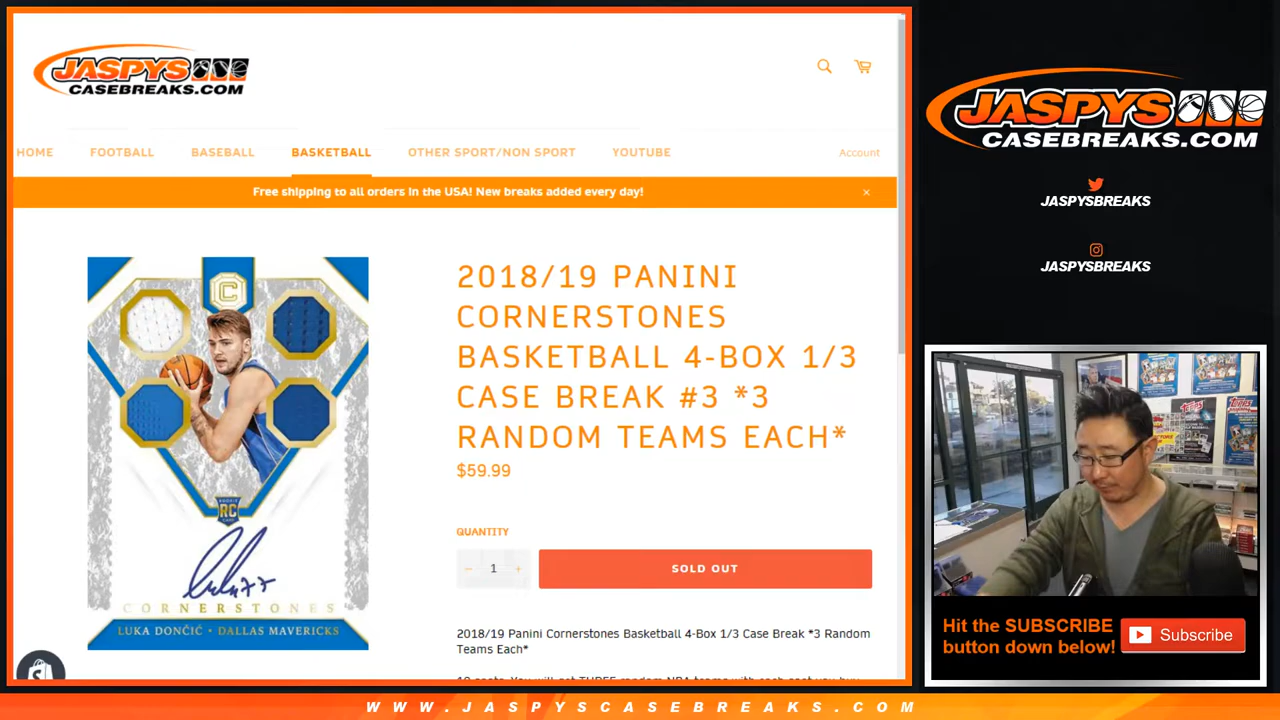 JASPYS
CASEBREAKS.COM
HOME
FOOTBALL
BASEBALL
BASKETBALL
OTHER SPORT/NON SPORT
YOUTUBE
Account
Free shipping to all orders in the USA! New breaks added every day!
×
C
RC
CORNERSTONES
LUKA DONČIĆ • DALLAS MAVERICKS
2018/19 PANINI
CORNERSTONES
BASKETBALL 4-BOX 1/3
CASE BREAK #3 *3
RANDOM TEAMS EACH*
$59.99
QUANTITY
− 1 +
SOLD OUT
2018/19 Panini Cornerstones Basketball 4-Box 1/3 Case Break *3 Random
Teams Each*
JASPYS
CASEBREAKS.COM
JASPYSBREAKS
JASPYSBREAKS
Topps
Hit the SUBSCRIBE
button down below!
Subscribe
WWW.JASPYSCASEBREAKS.COM